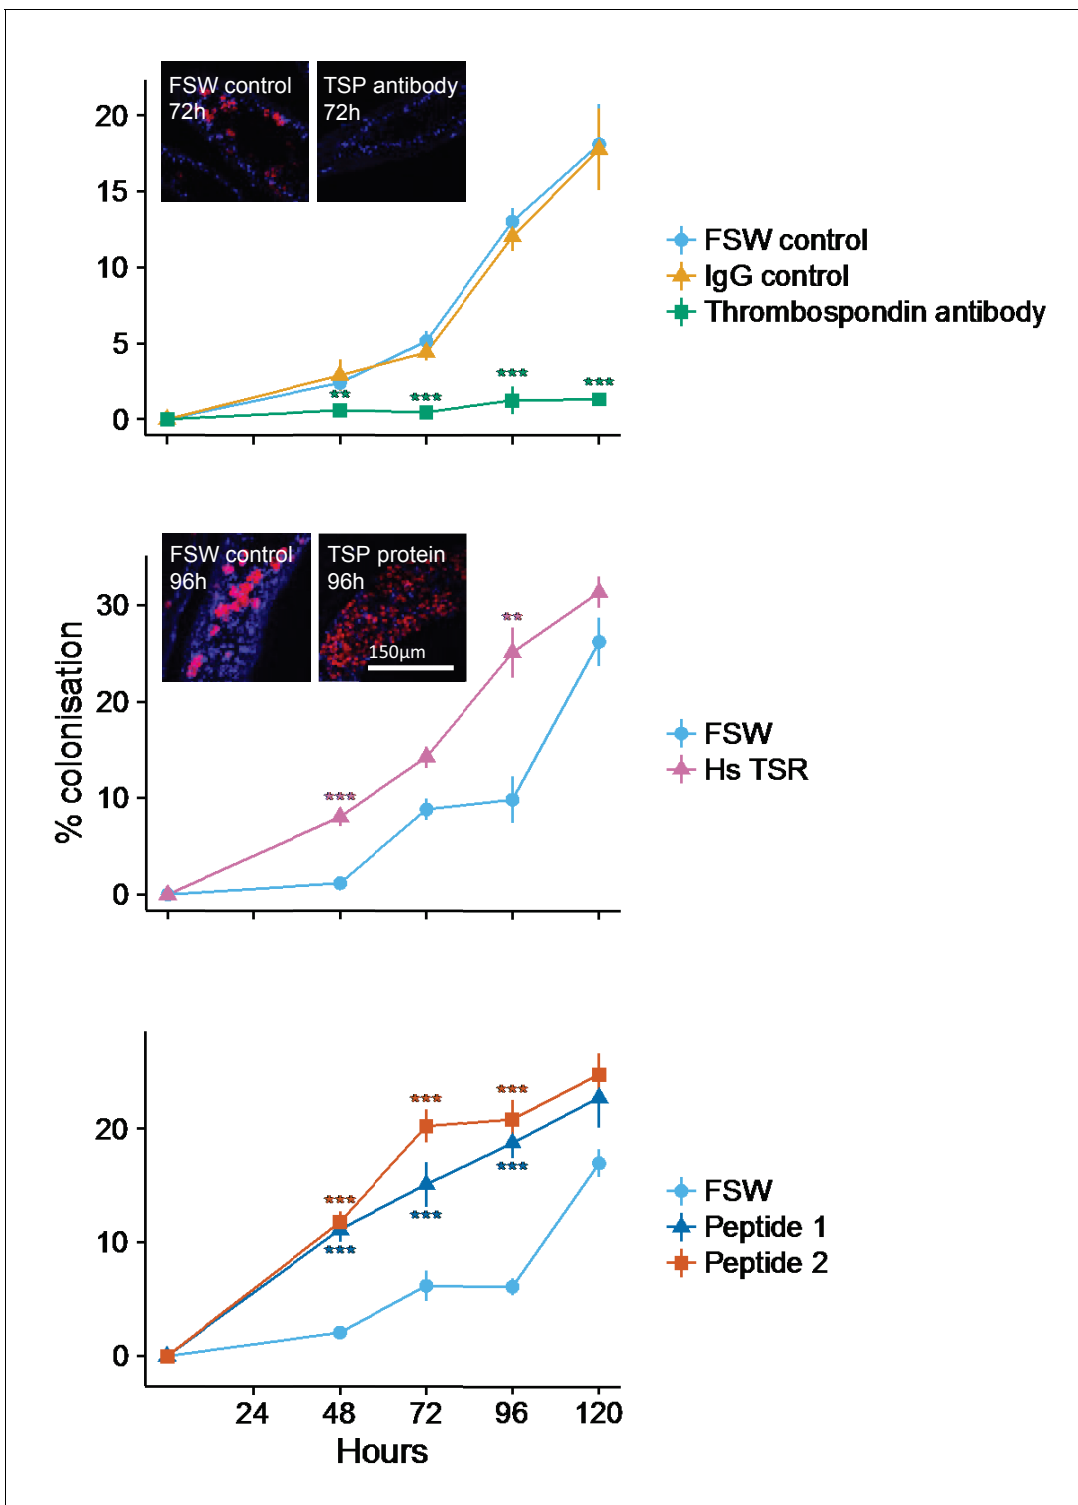 FSW control
72h
TSP antibody
72h
20
15
10
5
0
**
***
***
***
FSW control
IgG control
Thrombospondin antibody
FSW control
96h
TSP protein
96h
150µm
30
20
10
0
***
**
FSW
Hs TSR
% colonisation
20
10
0
***
***
***
***
***
***
FSW
Peptide 1
Peptide 2
24 48 72 96 120
Hours